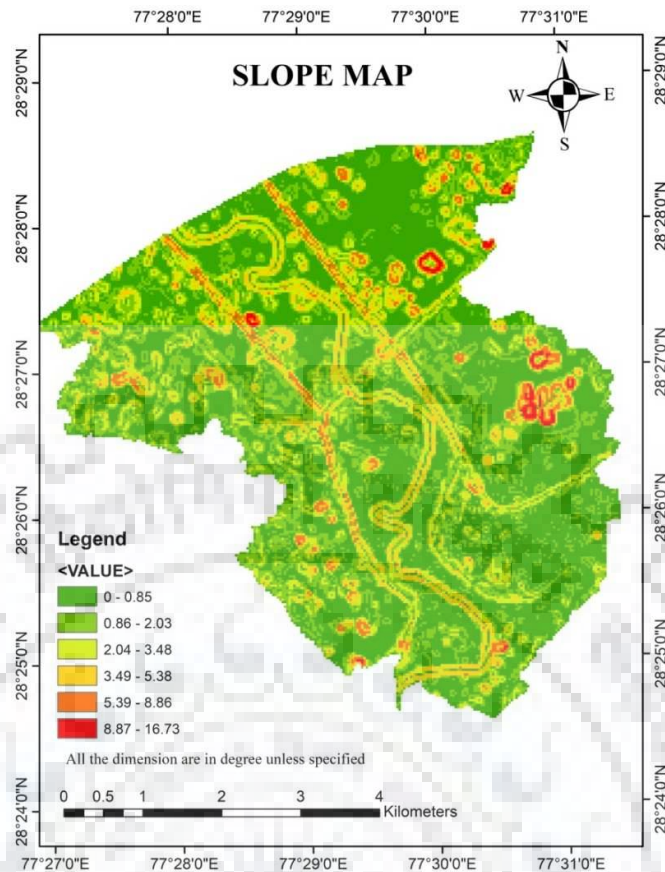 77°28'0"E 77°29'0"E 77°30'0"E 77°31'0"E
SLOPE MAP
N
W E
S
28°29'0"N 28°29'0"N
28°28'0"N 28°28'0"N
28°27'0"N 28°27'0"N
28°26'0"N 28°26'0"N
28°25'0"N 28°25'0"N
28°24'0"N 28°24'0"N
Legend
<VALUE>
0 - 0.85
0.86 - 2.03
2.04 - 3.48
3.49 - 5.38
5.39 - 8.86
8.87 - 16.73
All the dimension are in degree unless specified
0 0.5 1 2 3 4
Kilometers
77°27'0"E 77°28'0"E 77°29'0"E 77°30'0"E 77°31'0"E